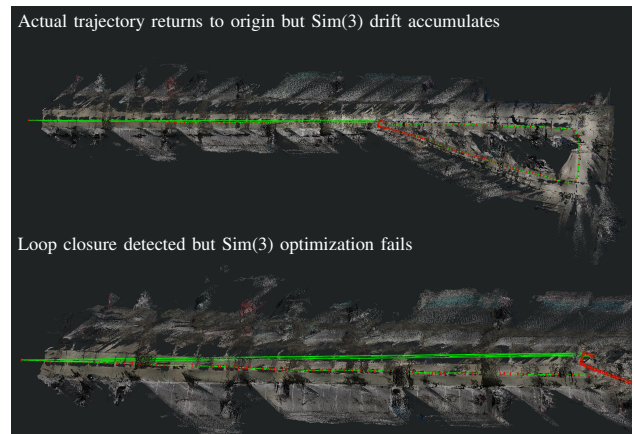 Actual trajectory returns to origin but Sim(3) drift accumulates
Loop closure detected but Sim(3) optimization fails